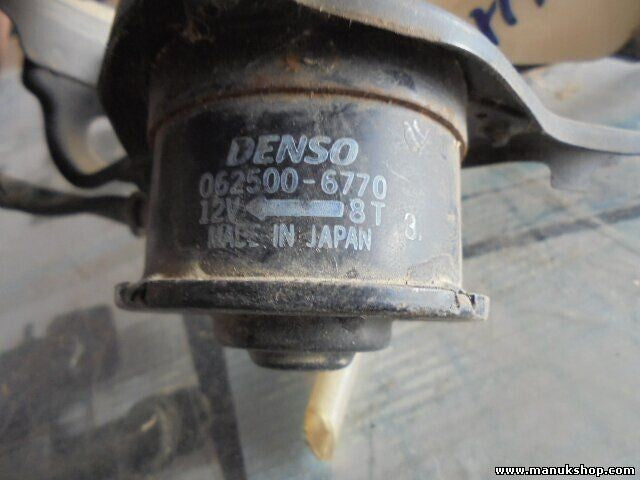 DENSO
062500-6770
12V 8T
MADE IN JAPAN 3.
www.manukshop.com